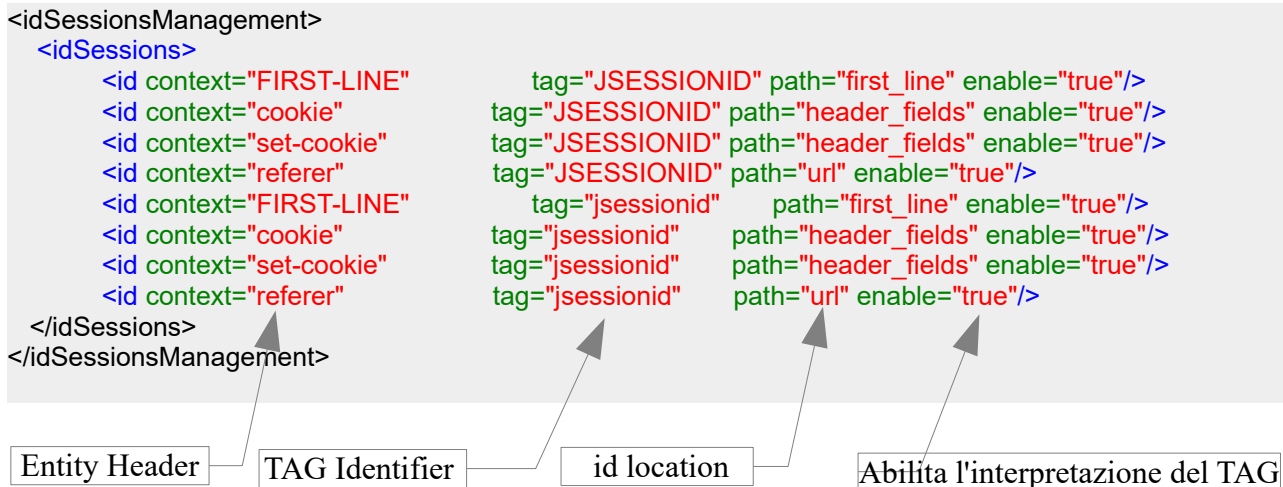 <idSessionsManagement>
<idSessions>
<id context="FIRST-LINE" tag="JSESSIONID" path="first_line" enable="true"/>
<id context="cookie" tag="JSESSIONID" path="header_fields" enable="true"/>
<id context="set-cookie" tag="JSESSIONID" path="header_fields" enable="true"/>
<id context="referer" tag="JSESSIONID" path="url" enable="true"/>
<id context="FIRST-LINE" tag="jsessionid" path="first_line" enable="true"/>
<id context="cookie" tag="jsessionid" path="header_fields" enable="true"/>
<id context="set-cookie" tag="jsessionid" path="header_fields" enable="true"/>
<id context="referer" tag="jsessionid" path="url" enable="true"/>
</idSessions>
</idSessionsManagement>
Entity Header
TAG Identifier
id location
Abilita l'interpretazione del TAG